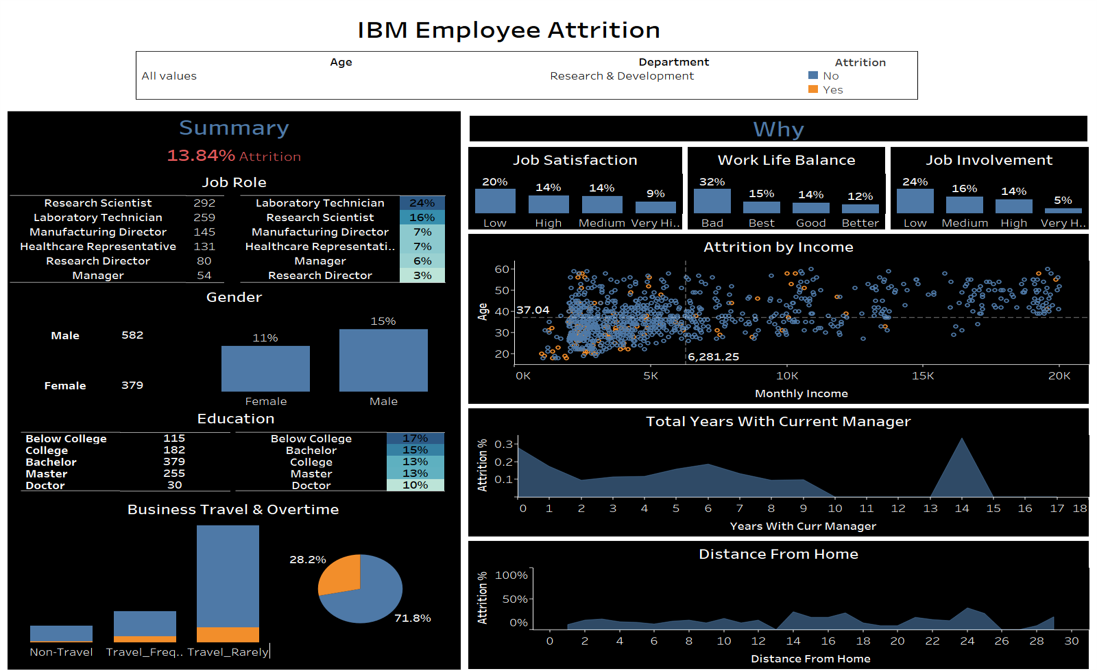 IBM Employee Attrition
Age
All values
Department
Research & Development
Attrition
No
Yes
Summary
13.84% Attrition
Job Role
Research Scientist 292
Laboratory Technician 259
Manufacturing Director 145
Healthcare Representative 131
Research Director 80
Manager 54
Laboratory Technician 24%
Research Scientist 16%
Manufacturing Director 7%
Healthcare Representati.. 7%
Manager 6%
Research Director 3%
Gender
Male 582
Female 379
11% 15%
Female Male
Education
Below College 115
College 182
Bachelor 379
Master 255
Doctor 30
Below College 17%
Bachelor 15%
College 13%
Master 13%
Doctor 10%
Business Travel & Overtime
Non-Travel Travel_Freq.. Travel_Rarely
28.2%
71.8%
Why
Job Satisfaction
20% 14% 14% 9%
Low High Medium Very Hi..
Work Life Balance
32% 15% 14% 12%
Bad Best Good Better
Job Involvement
24% 16% 14% 5%
Low Medium High Very H..
Attrition by Income
Age
60
50
40
30
20
37.04
6,281.25
0K 5K 10K 15K 20K
Monthly Income
Total Years With Current Manager
Attrition %
0.3
0.2
0.1
0 1 2 3 4 5 6 7 8 9 10 11 12 13 14 15 16 17 18
Years With Curr Manager
Distance From Home
Attrition %
100%
50%
0%
0 2 4 6 8 10 12 14 16 18 20 22 24 26 28 30
Distance From Home